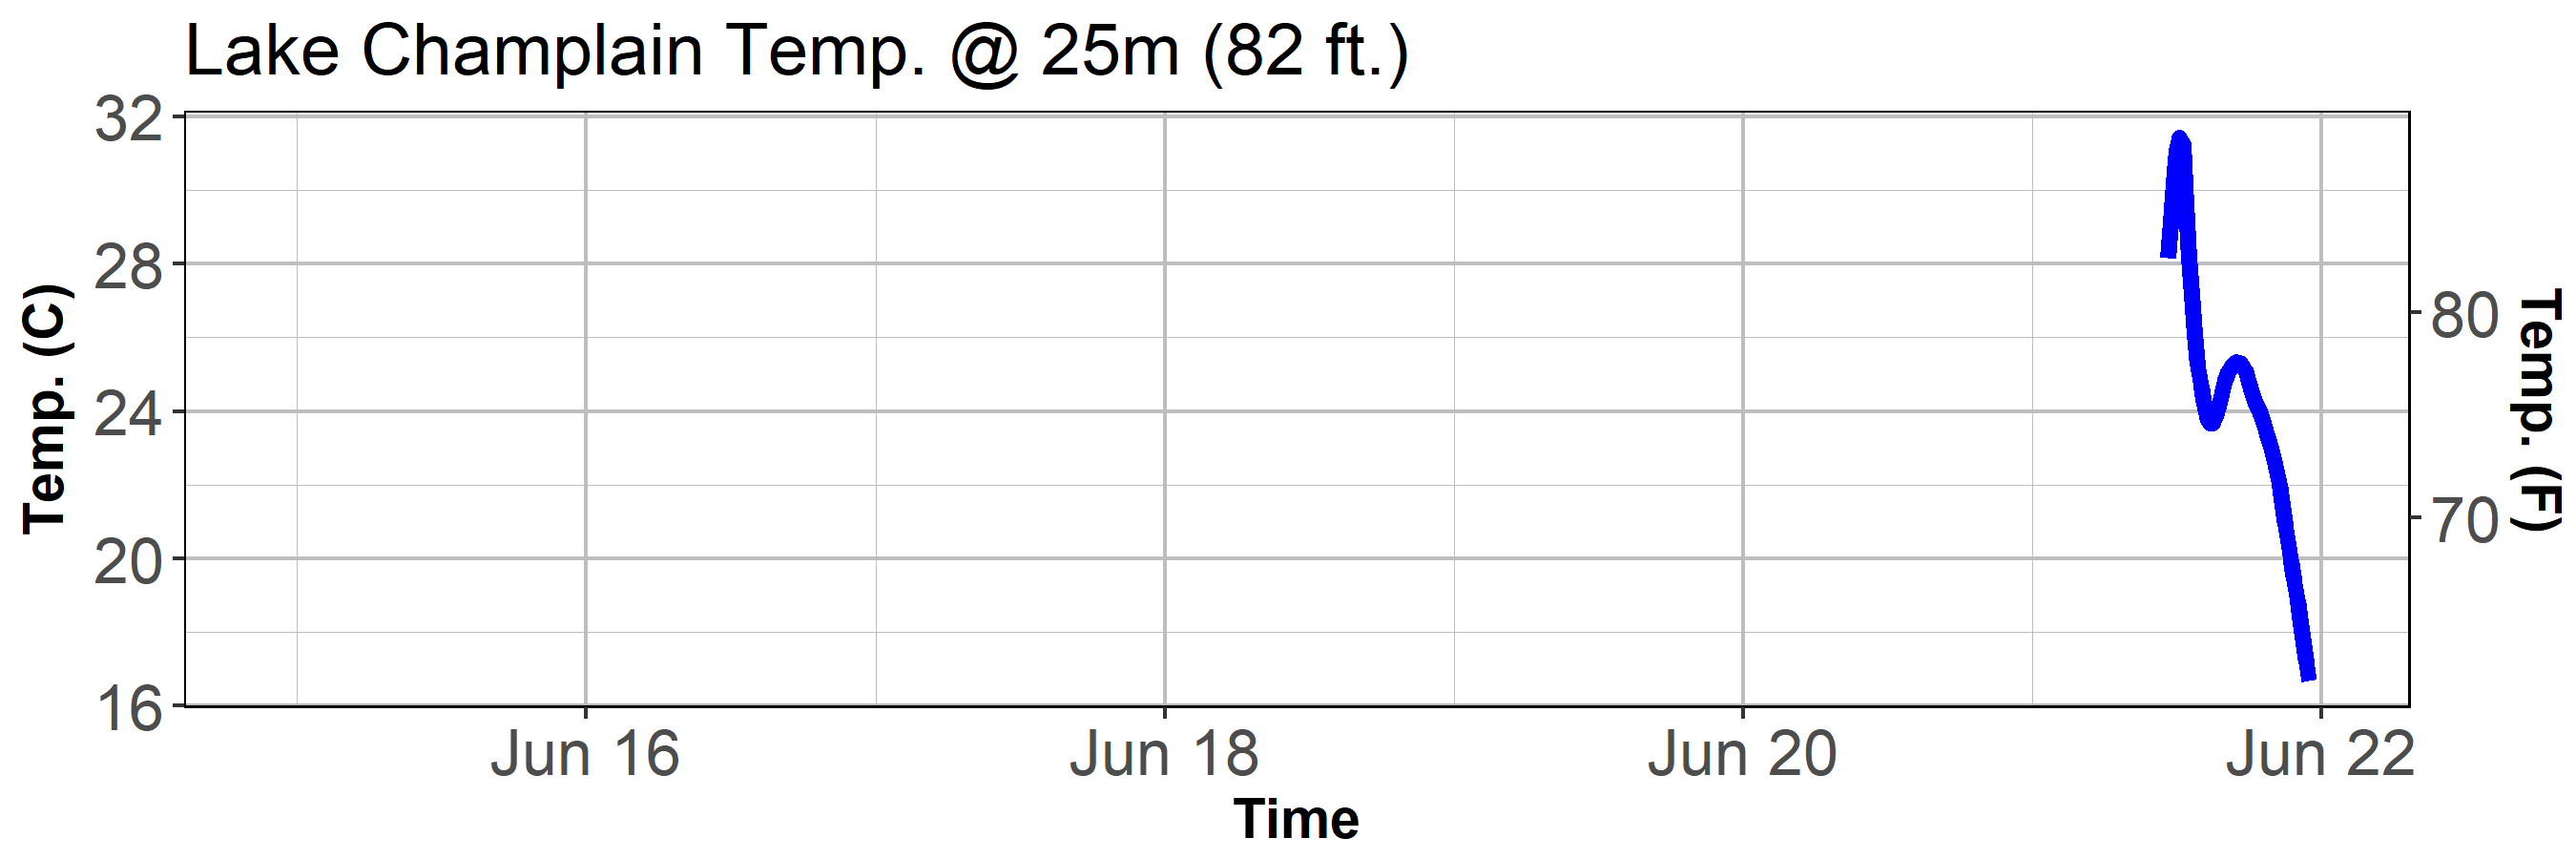 Lake Champlain Temp. @ 25m (82 ft.)
32
28
24
20
16
Temp. (C)
80
70
Temp. (F)
Jun 16
Jun 18
Jun 20
Jun 22
Time